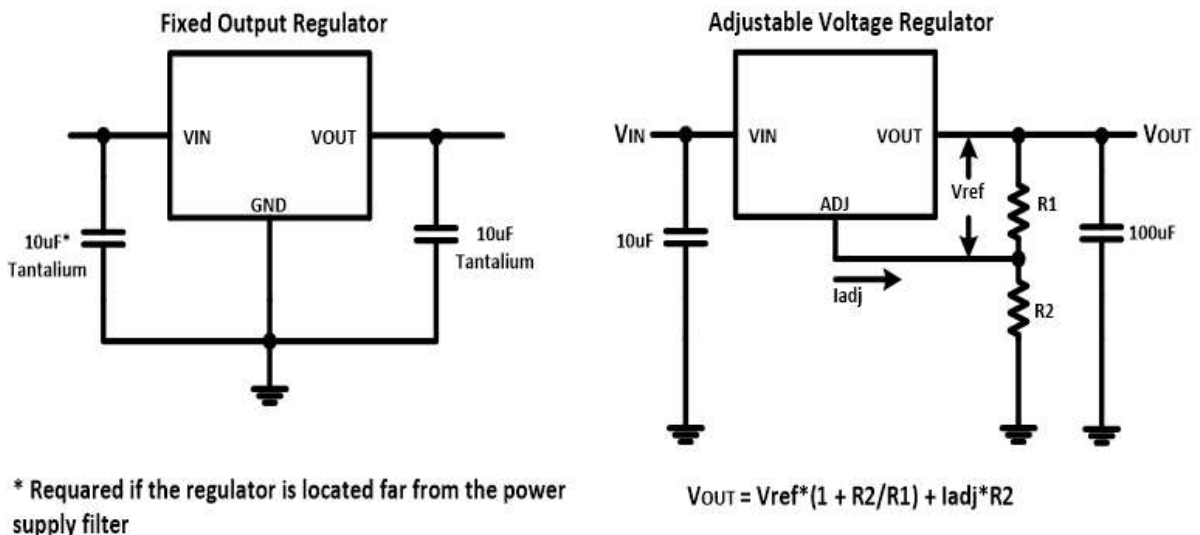 Fixed Output Regulator
VIN
VOUT
GND
10uF*
Tantalium
10uF
Tantalium
* Requared if the regulator is located far from the power
supply filter
Adjustable Voltage Regulator
VIN
VIN
VOUT
VOUT
ADJ
Vref
R1
10uF
100uF
Iadj
R2
VOUT = Vref*(1 + R2/R1) + Iadj*R2